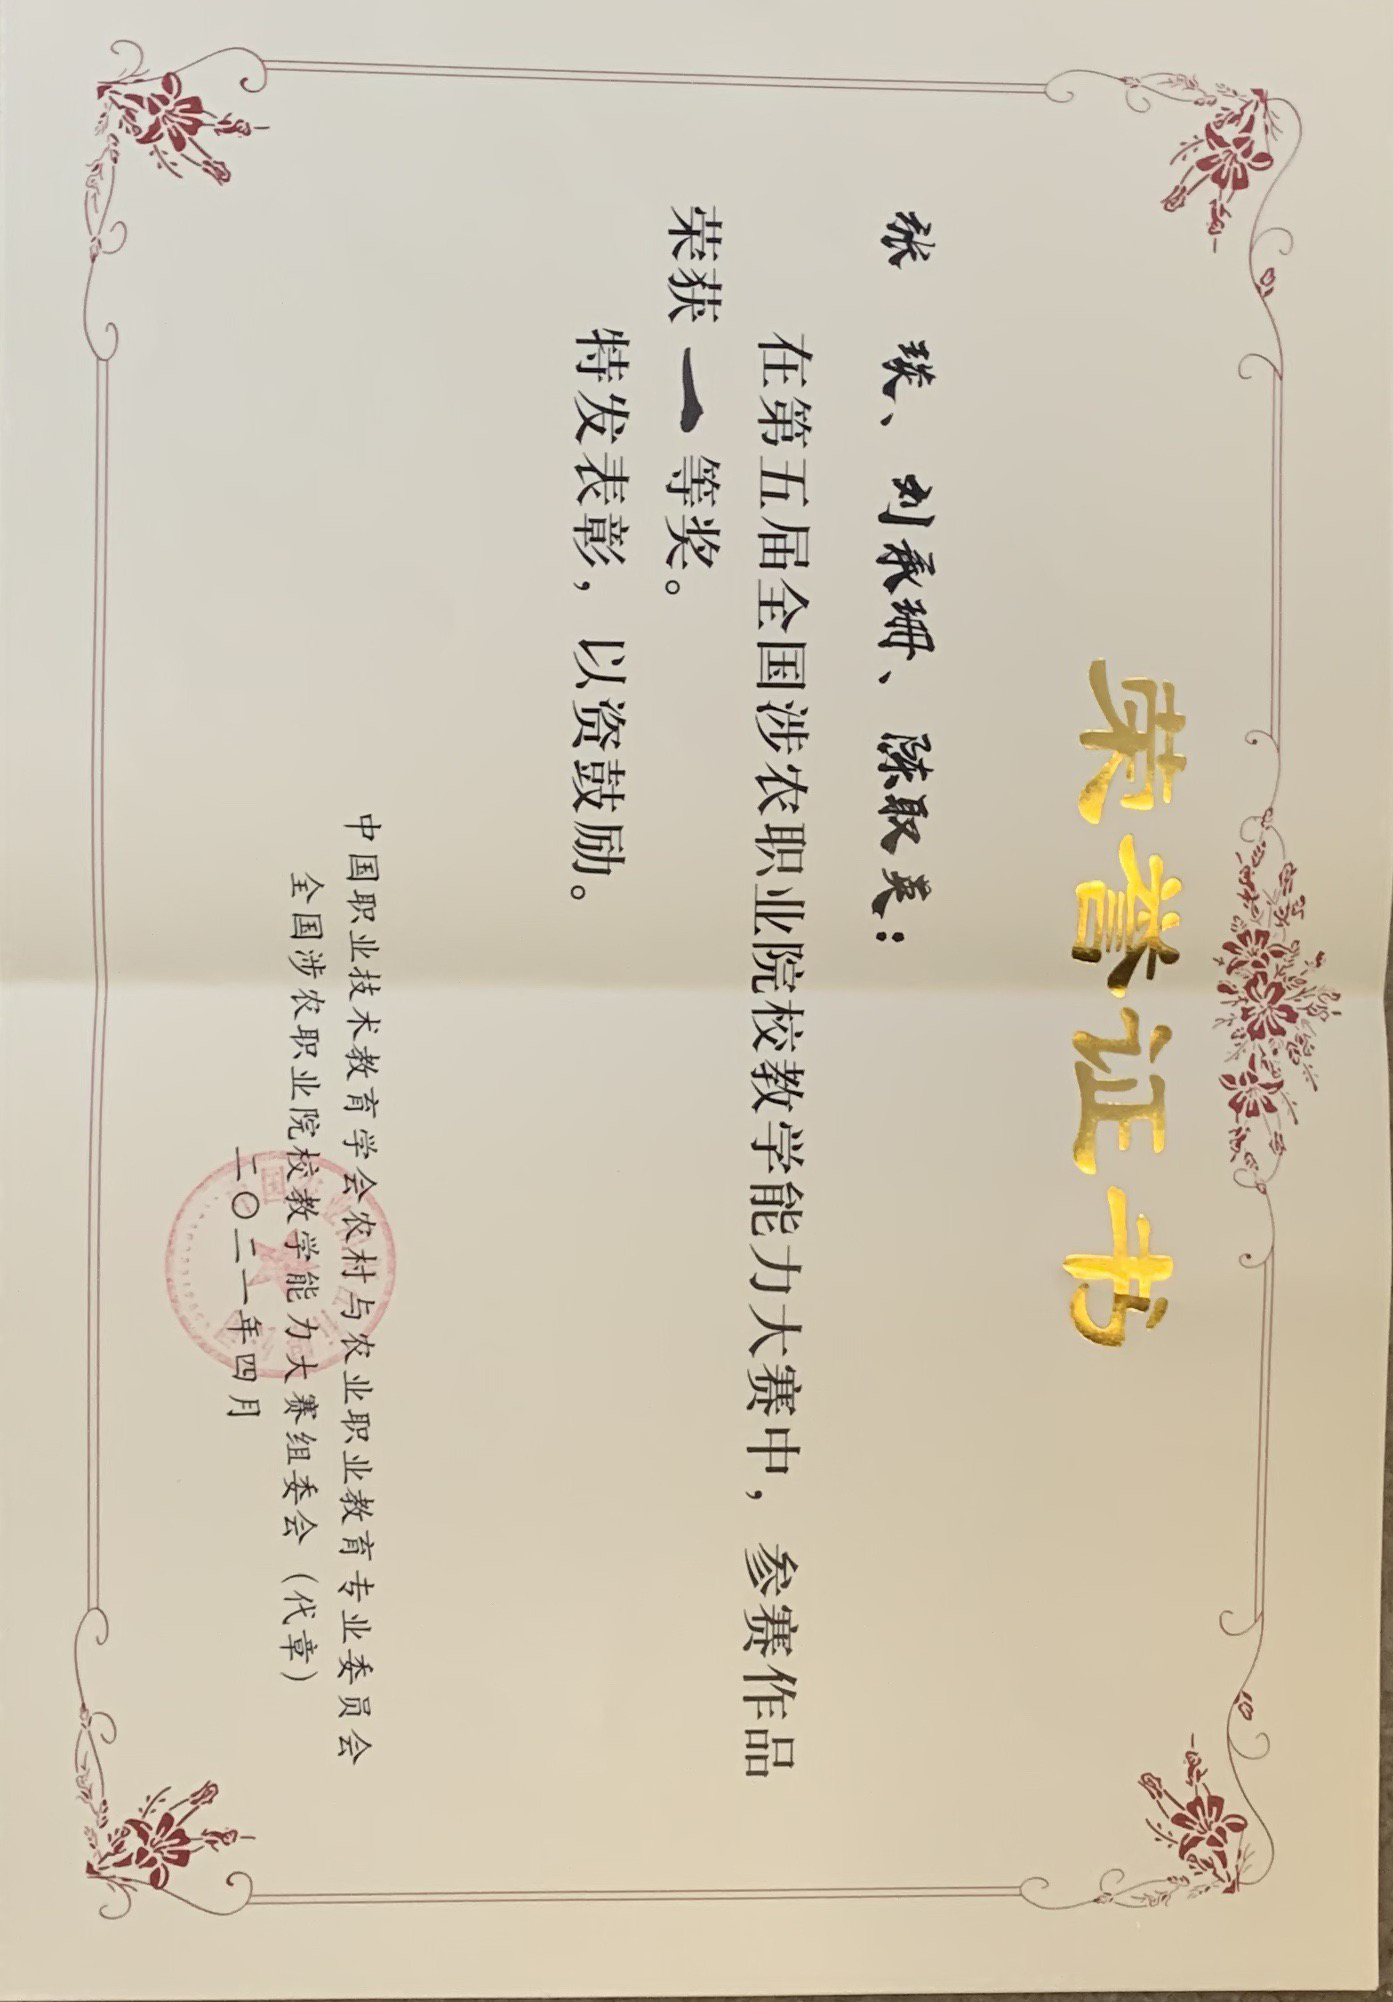 荣誉证书
张 琰、刘承珊、陈取英：
在第五届全国涉农职业院校教学能力大赛中，参赛作品
荣获 一 等奖。
特发表彰，以资鼓励。
中国职业技术教育学会农村与农业职业教育专业委员会
全国涉农职业院校教学能力大赛组委会（代章）
二〇二一年四月